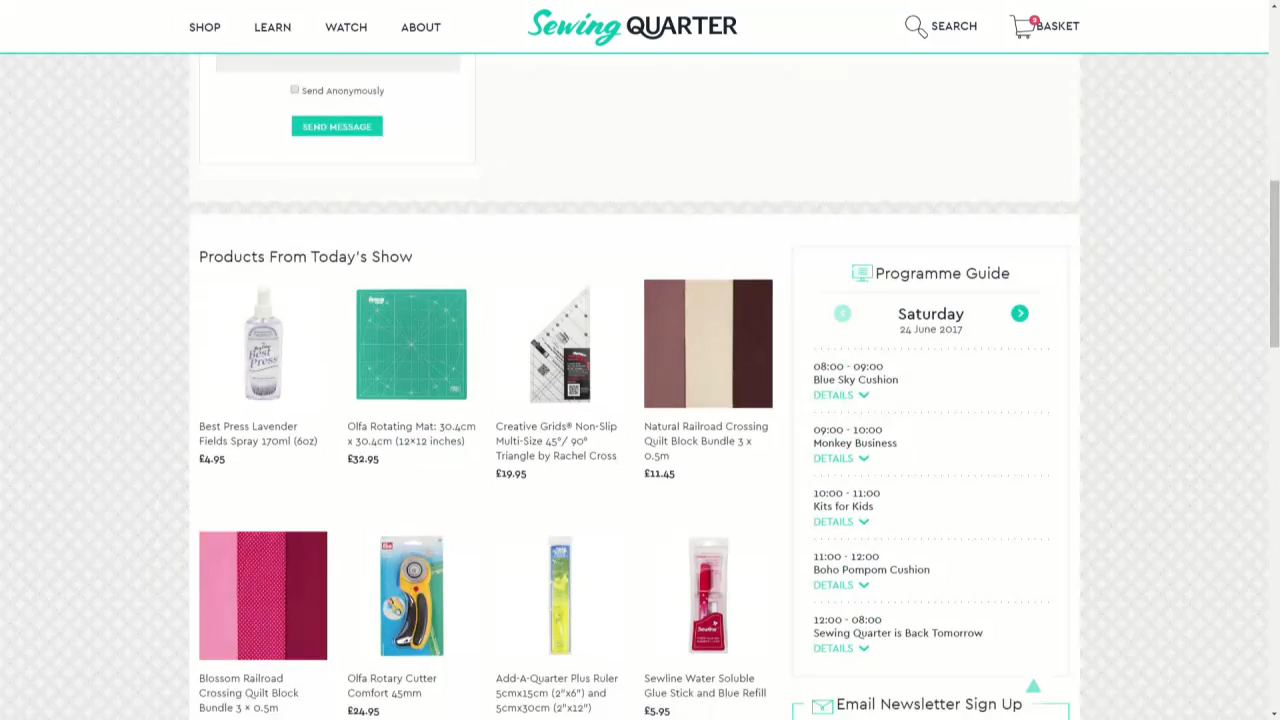 SHOP
LEARN
WATCH
ABOUT
Sewing QUARTER
SEARCH
9
BASKET
Send Anonymously
SEND MESSAGE
Products From Today's Show
Best Press Lavender
Fields Spray 170ml (6oz)
£4.95
Olfa Rotating Mat: 30.4cm
x 30.4cm (12x12 inches)
£32.95
Creative Grids® Non-Slip
Multi-Size 45°/ 90°
Triangle by Rachel Cross
£19.95
Natural Railroad Crossing
Quilt Block Bundle 3 x
0.5m
£11.45
Blossom Railroad
Crossing Quilt Block
Bundle 3 x 0.5m
Olfa Rotary Cutter
Comfort 45mm
£24.95
Add-A-Quarter Plus Ruler
5cmx15cm (2"x6") and
5cmx30cm (2"x12")
Sewline Water Soluble
Glue Stick and Blue Refill
£5.95
Programme Guide
Saturday
24 June 2017
08:00 - 09:00
Blue Sky Cushion
DETAILS
09:00 - 10:00
Monkey Business
DETAILS
10:00 - 11:00
Kits for Kids
DETAILS
11:00 - 12:00
Boho Pompom Cushion
DETAILS
12:00 - 08:00
Sewing Quarter is Back Tomorrow
DETAILS
Email Newsletter Sign Up
Best
Press
Sewline